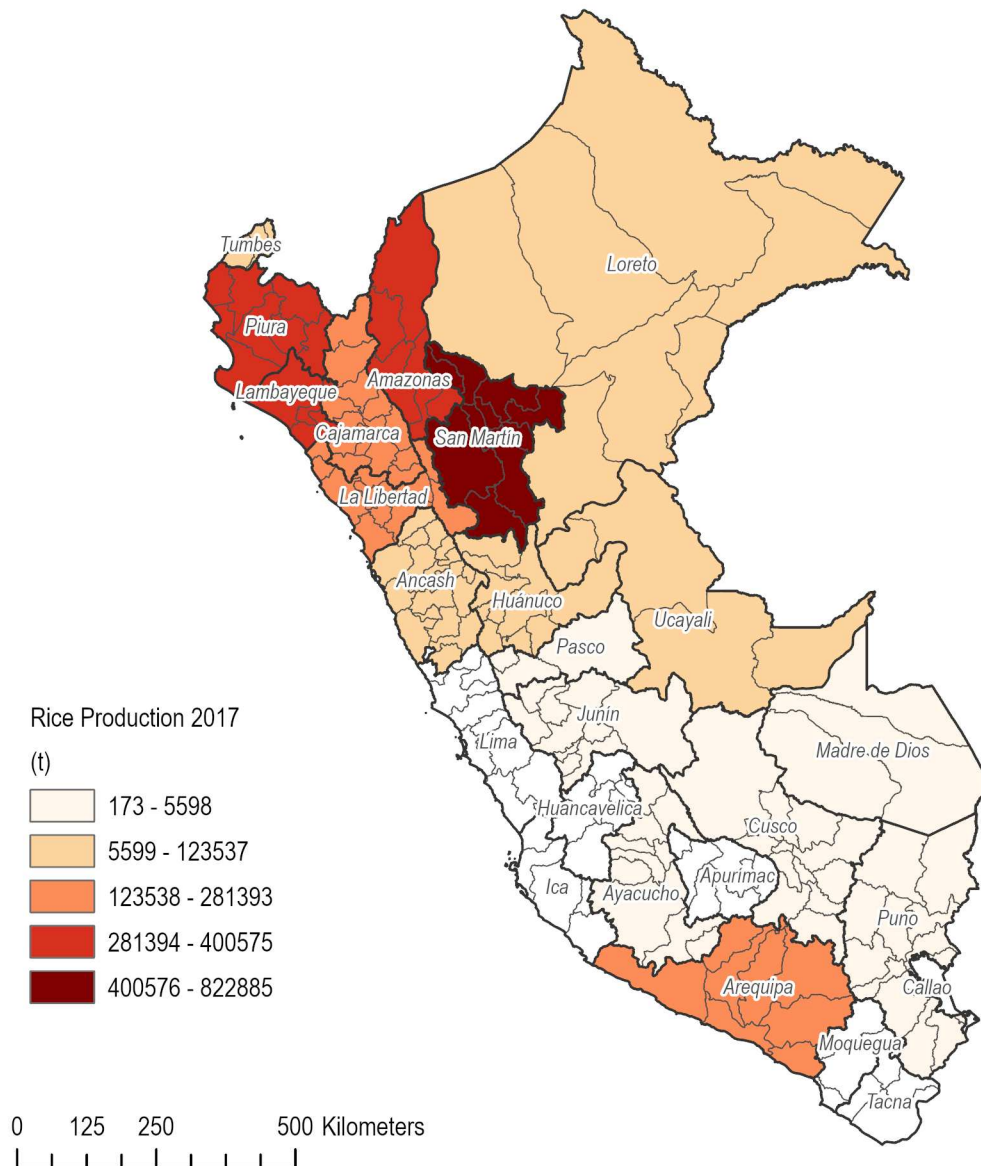 Tumbes
Loreto
Piura
Lambayeque
Amazonas
Cajamarca
San Martín
La Libertad
Ancash
Huánuco
Ucayali
Pasco
Junín
Lima
Madre de Dios
Huancavelica
Cusco
Ica
Ayacucho
Apurímac
Puno
Arequipa
Callao
Moquegua
Tacna
Rice Production 2017
(t)
173 - 5598
5599 - 123537
123538 - 281393
281394 - 400575
400576 - 822885
0 125 250 500 Kilometers